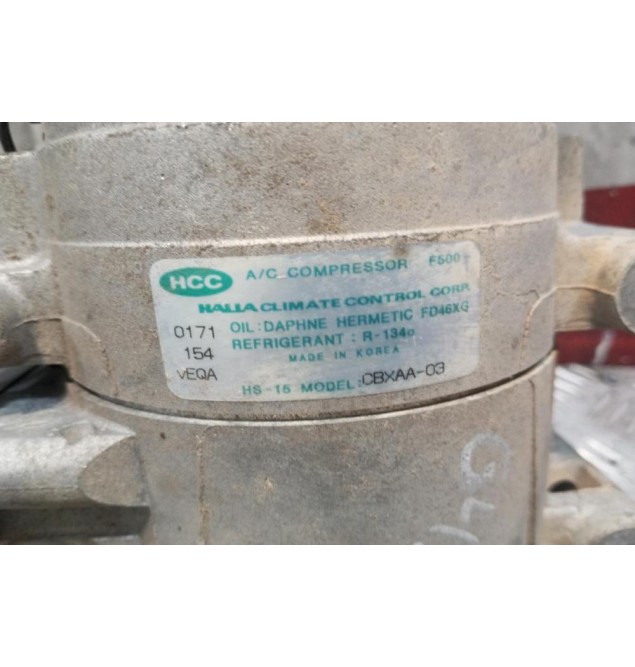 HCC A/C COMPRESSOR F500
HALLA CLIMATE CONTROL CORP.
0171 OIL : DAPHNE HERMETIC FD46XG
REFRIGERANT : R-134a
154 MADE IN KOREA
VEQA HS-15 MODEL : CBXAA-03